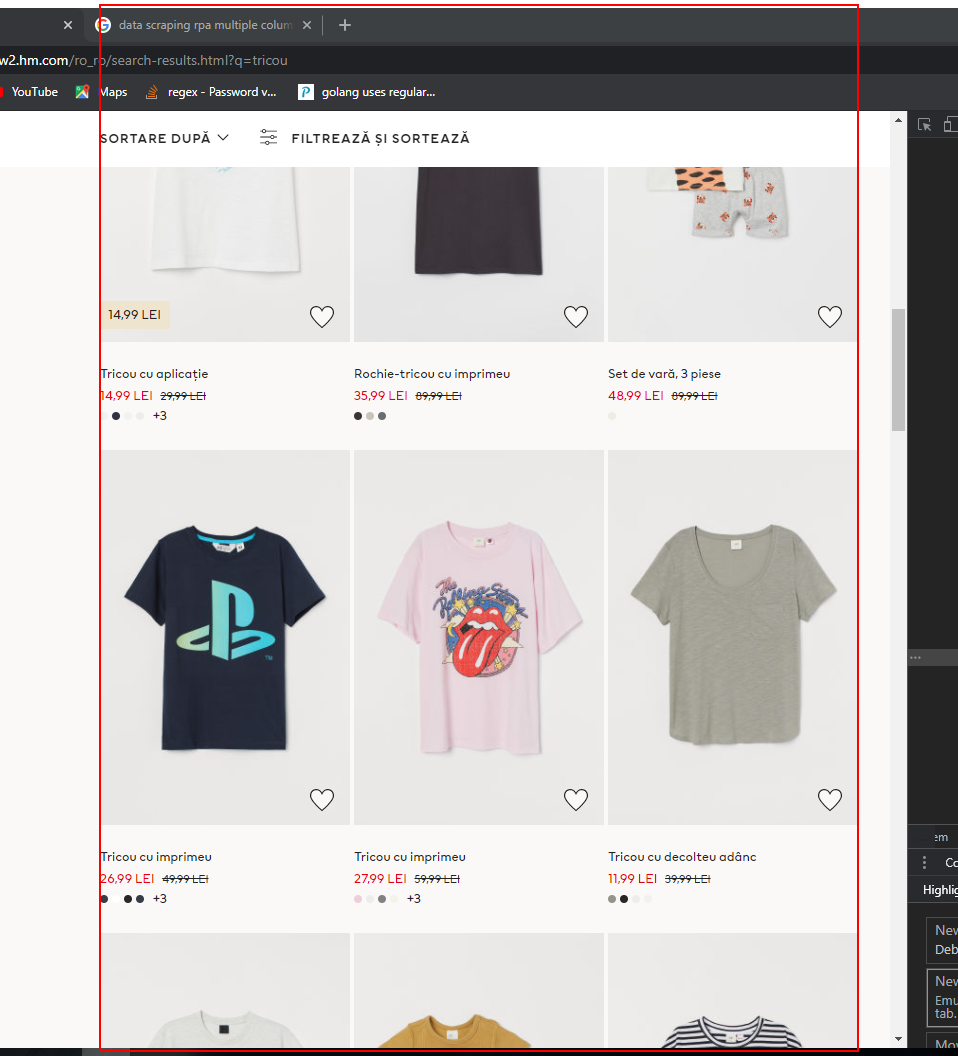 data scraping rpa multiple colum
w2.hm.com/ro_ro/search-results.html?q=tricou
YouTube Maps regex - Password v... golang uses regular...
SORTARE DUPĂ FILTREAZĂ ȘI SORTEAZĂ
14,99 LEI
Tricou cu aplicație Rochie-tricou cu imprimeu Set de vară, 3 piese
14,99 LEI 29,99 LEI 35,99 LEI 89,99 LEI 48,99 LEI 89,99 LEI
+3
The
Rolling Stones
TM
Tricou cu imprimeu Tricou cu imprimeu Tricou cu decolteu adânc
26,99 LEI 49,99 LEI 27,99 LEI 59,99 LEI 11,99 LEI 39,99 LEI
+3 +3
em
Co
Highlig
New
Deb
New
Emu
tab.
Mov